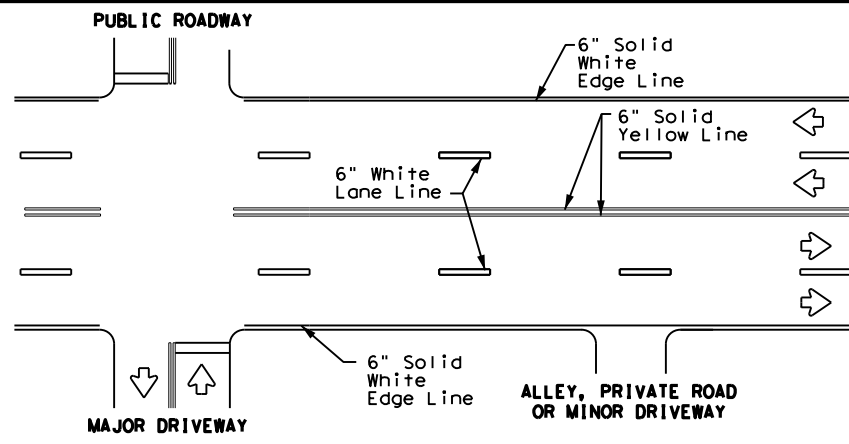 PUBLIC ROADWAY
6" Solid
White
Edge Line
6" Solid
Yellow Line
6" White
Lane Line
6" Solid
White
Edge Line
ALLEY, PRIVATE ROAD
OR MINOR DRIVEWAY
MAJOR DRIVEWAY